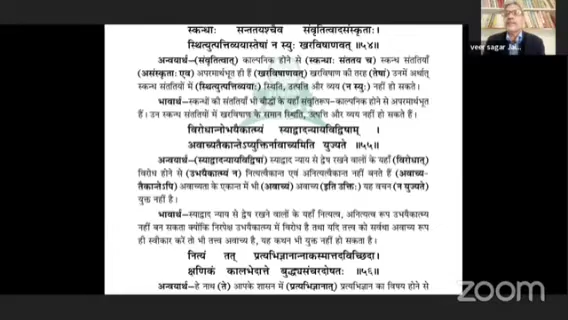 स्कन्धाः सन्ततयश्चैव संवृतित्वादसंस्कृताः।
स्थित्युत्पत्तिव्ययास्तेषां न स्युः खरविषाणवत् ॥५४॥
अन्वयार्थ–(संवृतित्वात्) काल्पनिक होने से (स्कन्धाः संततय च) स्कन्ध संततियाँ
(असंस्कृताः एव) अपरमार्थभूत ही हैं (खरविषाणवत्) खरविषाण की तरह (तेषां) उनमें अर्थात्
स्कन्ध संततियों में (स्थित्युत्पत्तिव्ययाः) स्थिति, उत्पत्ति और व्यय (न स्युः) नहीं हो सकते।
भावार्थ–स्कन्धों की संततियाँ भी बौद्धों के यहाँ संवृतिरूप-काल्पनिक होने से अपरमार्थभूत
हैं। उन स्कन्ध संततियों में खरविषाण के समान स्थिति, उत्पत्ति और व्यय नहीं हो सकते हैं।
विरोधान्नोभयैकात्म्यं स्याद्वादन्यायविद्विषाम् ।
अवाच्यतैकान्तेऽप्युक्तिर्नावाच्यमिति युज्यते ॥५५॥
अन्वयार्थ–(स्याद्वादन्यायविद्विषां) स्याद्वाद न्याय से द्वेष रखने वालों के यहाँ (विरोधात्)
विरोध होने से (उभयैकात्म्यं न) नित्यत्वैकान्त एवं अनित्यत्वैकान्त नहीं बनते हैं (अवाच्य-
तैकान्तेऽपि) अवाच्यता के एकान्त में भी (अवाच्यं) अवाच्य (इति उक्तिः) यह वचन (न युज्यते)
युक्त नहीं है।
भावार्थ–स्याद्वाद न्याय से द्वेष रखने वालों के यहाँ नित्यत्व, अनित्यत्व रूप उभयैकात्म्य
नहीं बन सकता क्योंकि निरपेक्ष उभयैकात्म्य में विरोध है तथा यदि तत्त्व को सर्वथा अवाच्य रूप
ही स्वीकार करें तो भी तत्त्व अवाच्य है, यह कथन भी युक्त नहीं हो सकता है।
नित्यं तत् प्रत्यभिज्ञानान्नाकस्मात्तदविच्छिदा।
क्षणिकं कालभेदात्ते बुद्ध्यसंचरदोषतः ॥५६॥
अन्वयार्थ–हे नाथ (ते) आपके शासन में (प्रत्यभिज्ञानात्) प्रत्यभिज्ञान का विषय होने से
veer sagar Jai...
zoom